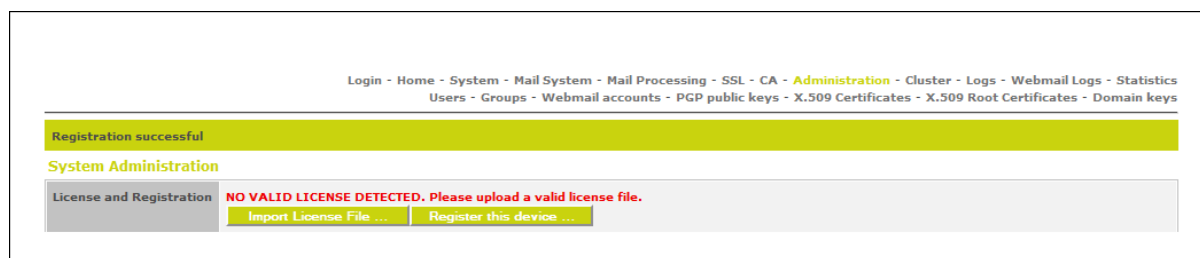 Login - Home - System - Mail System - Mail Processing - SSL - CA - Administration - Cluster - Logs - Webmail Logs - Statistics
Users - Groups - Webmail accounts - PGP public keys - X.509 Certificates - X.509 Root Certificates - Domain keys
Registration successful
System Administration
License and Registration NO VALID LICENSE DETECTED. Please upload a valid license file.
Import License File ... Register this device ...